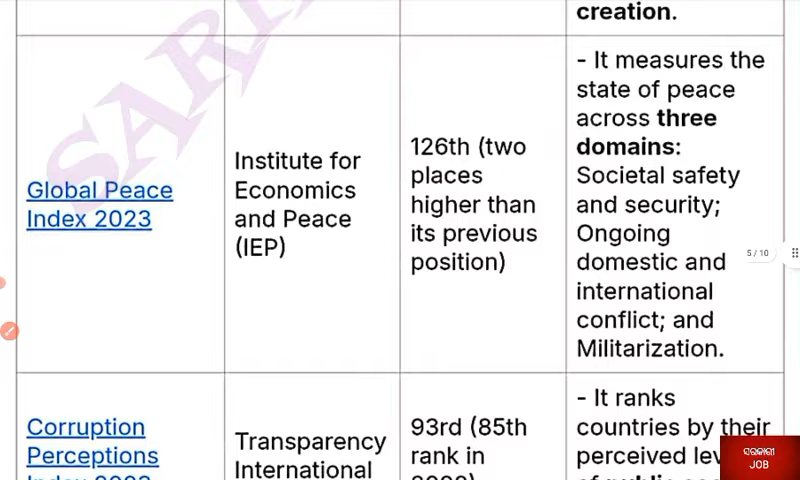 creation.
Global Peace
Index 2023
Institute for
Economics
and Peace
(IEP)
126th (two
places
higher than
its previous
position)
- It measures the
state of peace
across three
domains:
Societal safety
and security;
Ongoing
domestic and
international
conflict; and
Militarization.
5 / 10
Corruption
Perceptions
Transparency
International
93rd (85th
rank in
- It ranks
countries by their
perceived
ସରକାରୀ
JOB